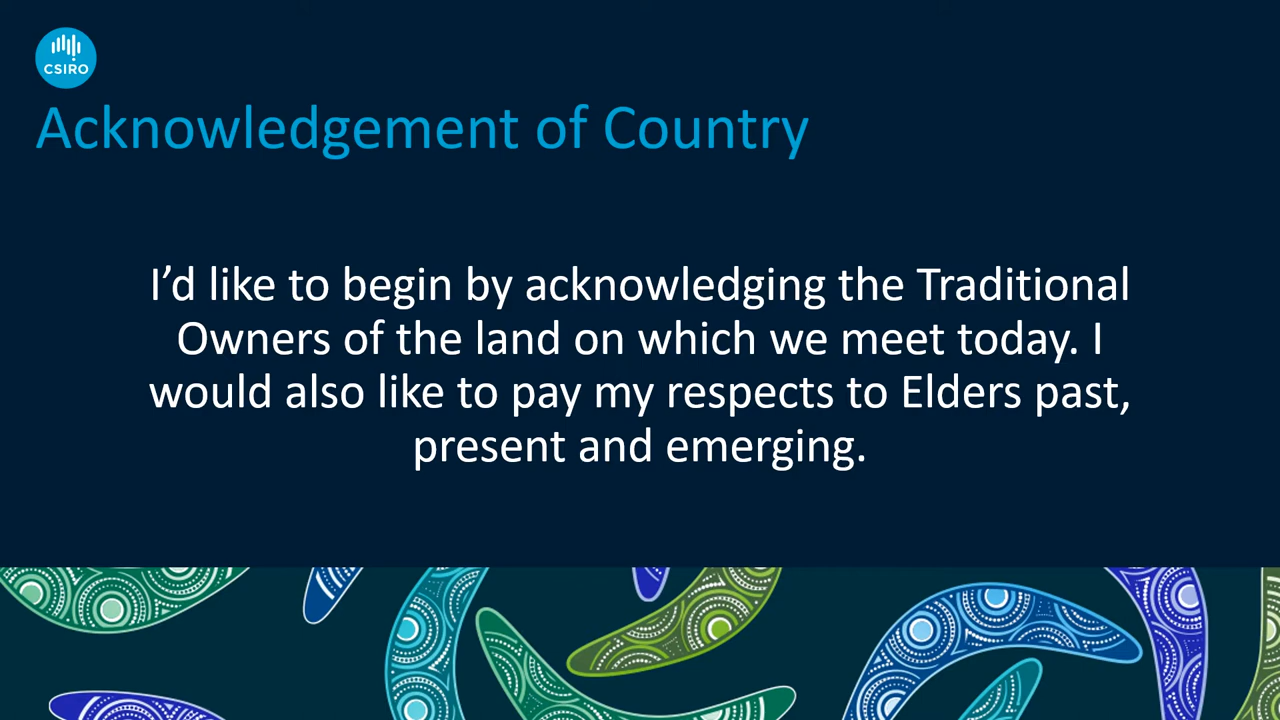 CSIRO
Acknowledgement of Country
I’d like to begin by acknowledging the Traditional
Owners of the land on which we meet today. I
would also like to pay my respects to Elders past,
present and emerging.